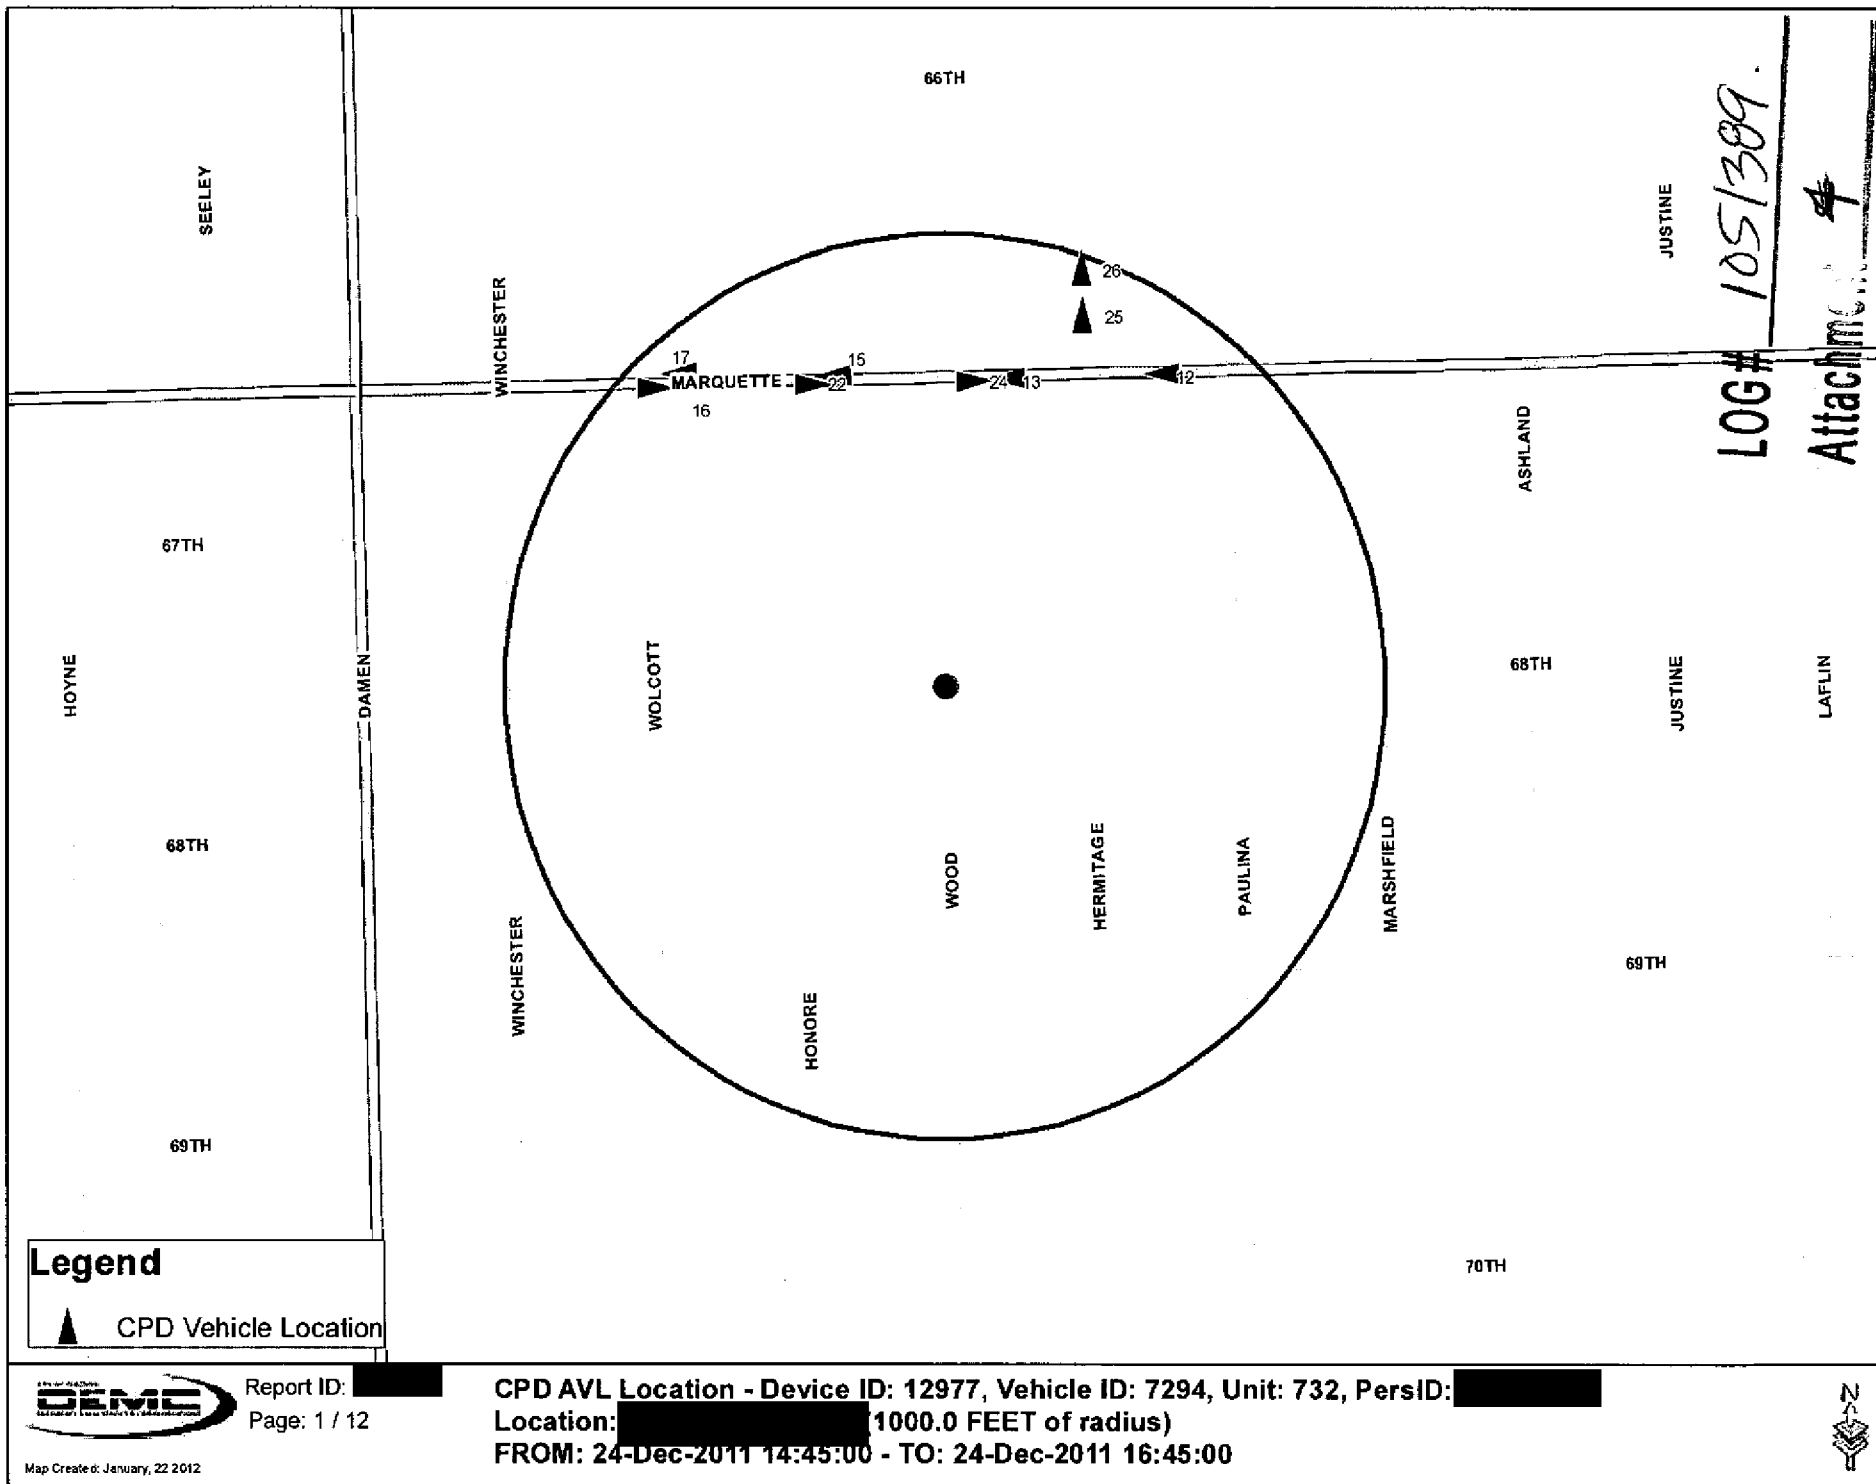 66TH
SEELEY
JUSTINE
LOG# 1051389.
Attachment 4
WINCHESTER
26
25
17
15
MARQUETTE
22
24
13
12
16
ASHLAND
67TH
HOYNE
DAMEN
WOLCOTT
68TH
JUSTINE
LAFLIN
68TH
WOOD
HERMITAGE
PAULINA
MARSHFIELD
WINCHESTER
HONORE
69TH
69TH
70TH
Legend
CPD Vehicle Location
OEMC
Report ID:
Page: 1 / 12
Map Created: January, 22 2012
CPD AVL Location - Device ID: 12977, Vehicle ID: 7294, Unit: 732, PersID:
Location: (1000.0 FEET of radius)
FROM: 24-Dec-2011 14:45:00 - TO: 24-Dec-2011 16:45:00
N